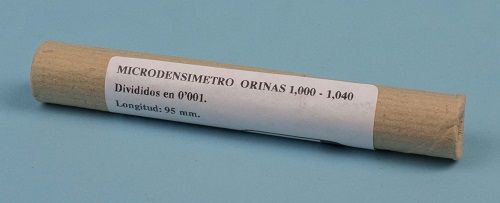 MICRODENSIMETRO ORINAS 1,000 - 1,040
Divididos en 0'001.
Longitud: 95 mm.